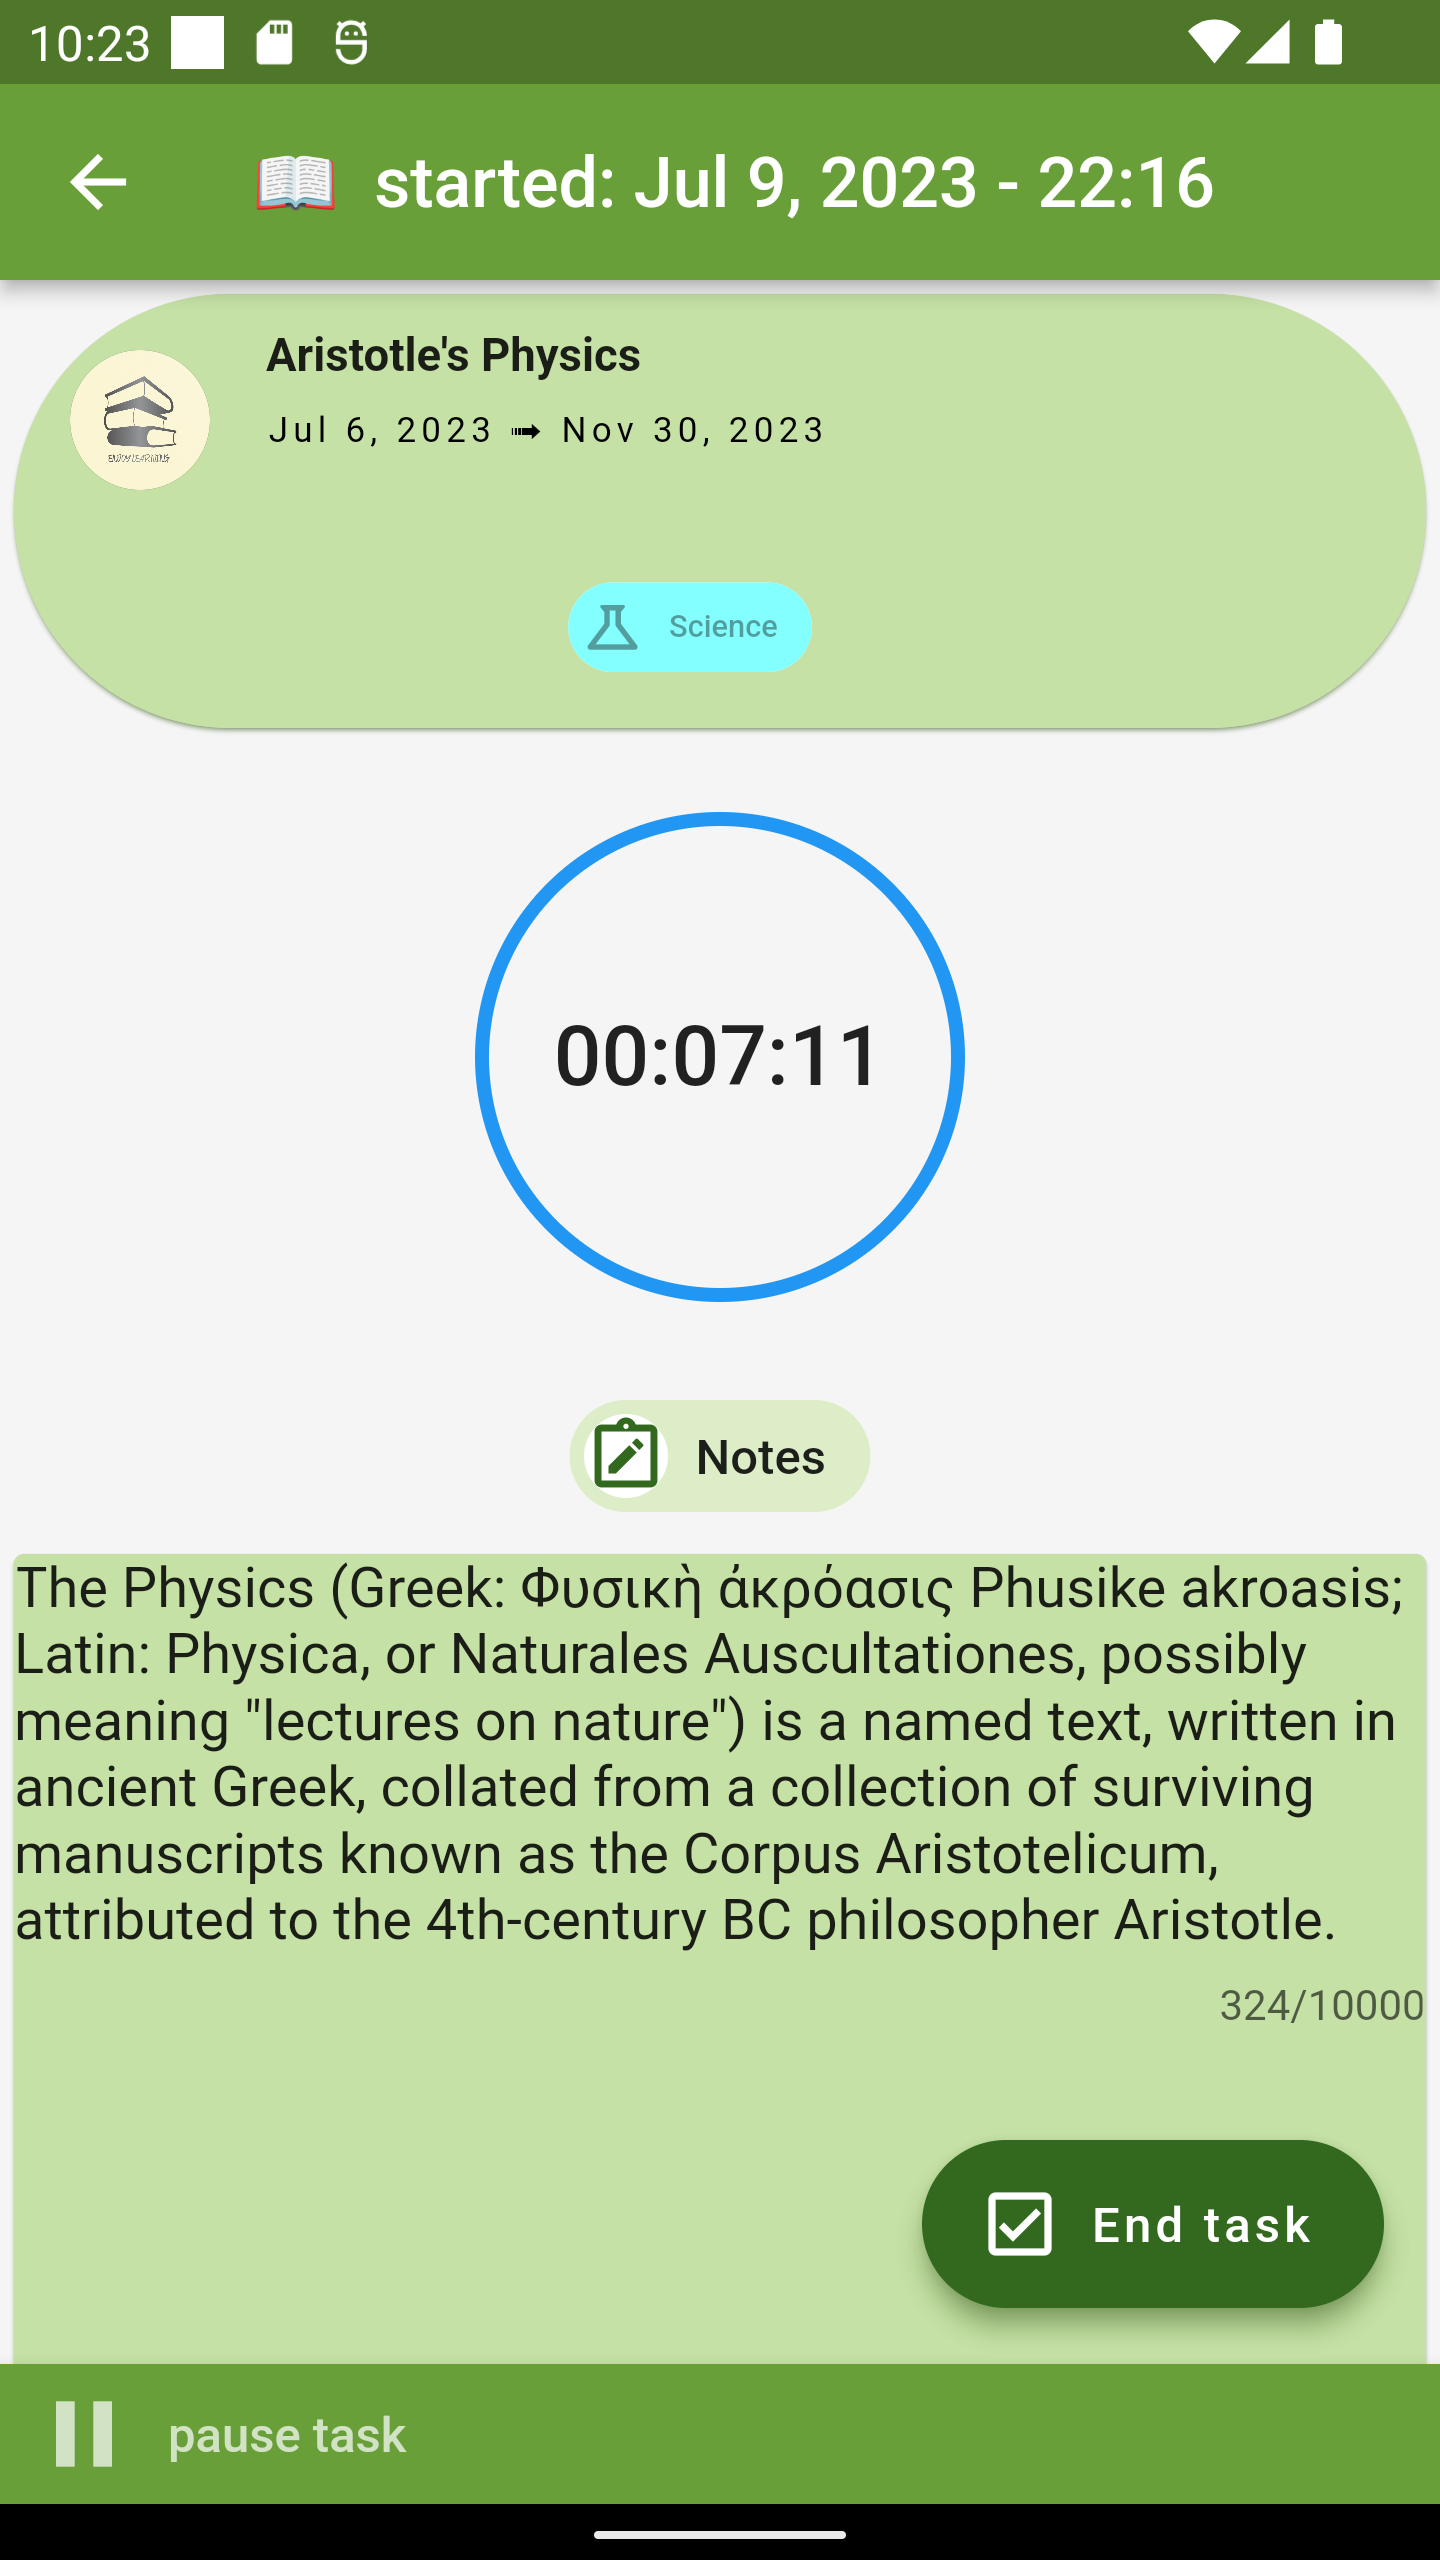 10:23
📖 started: Jul 9, 2023 - 22:16
Aristotle's Physics
Jul 6, 2023 ➟ Nov 30, 2023
Science
00:07:11
Notes
The Physics (Greek: Φυσικὴ ἀκρόασις Phusike akroasis;
Latin: Physica, or Naturales Auscultationes, possibly
meaning "lectures on nature") is a named text, written in
ancient Greek, collated from a collection of surviving
manuscripts known as the Corpus Aristotelicum,
attributed to the 4th-century BC philosopher Aristotle.
324/10000
End task
pause task